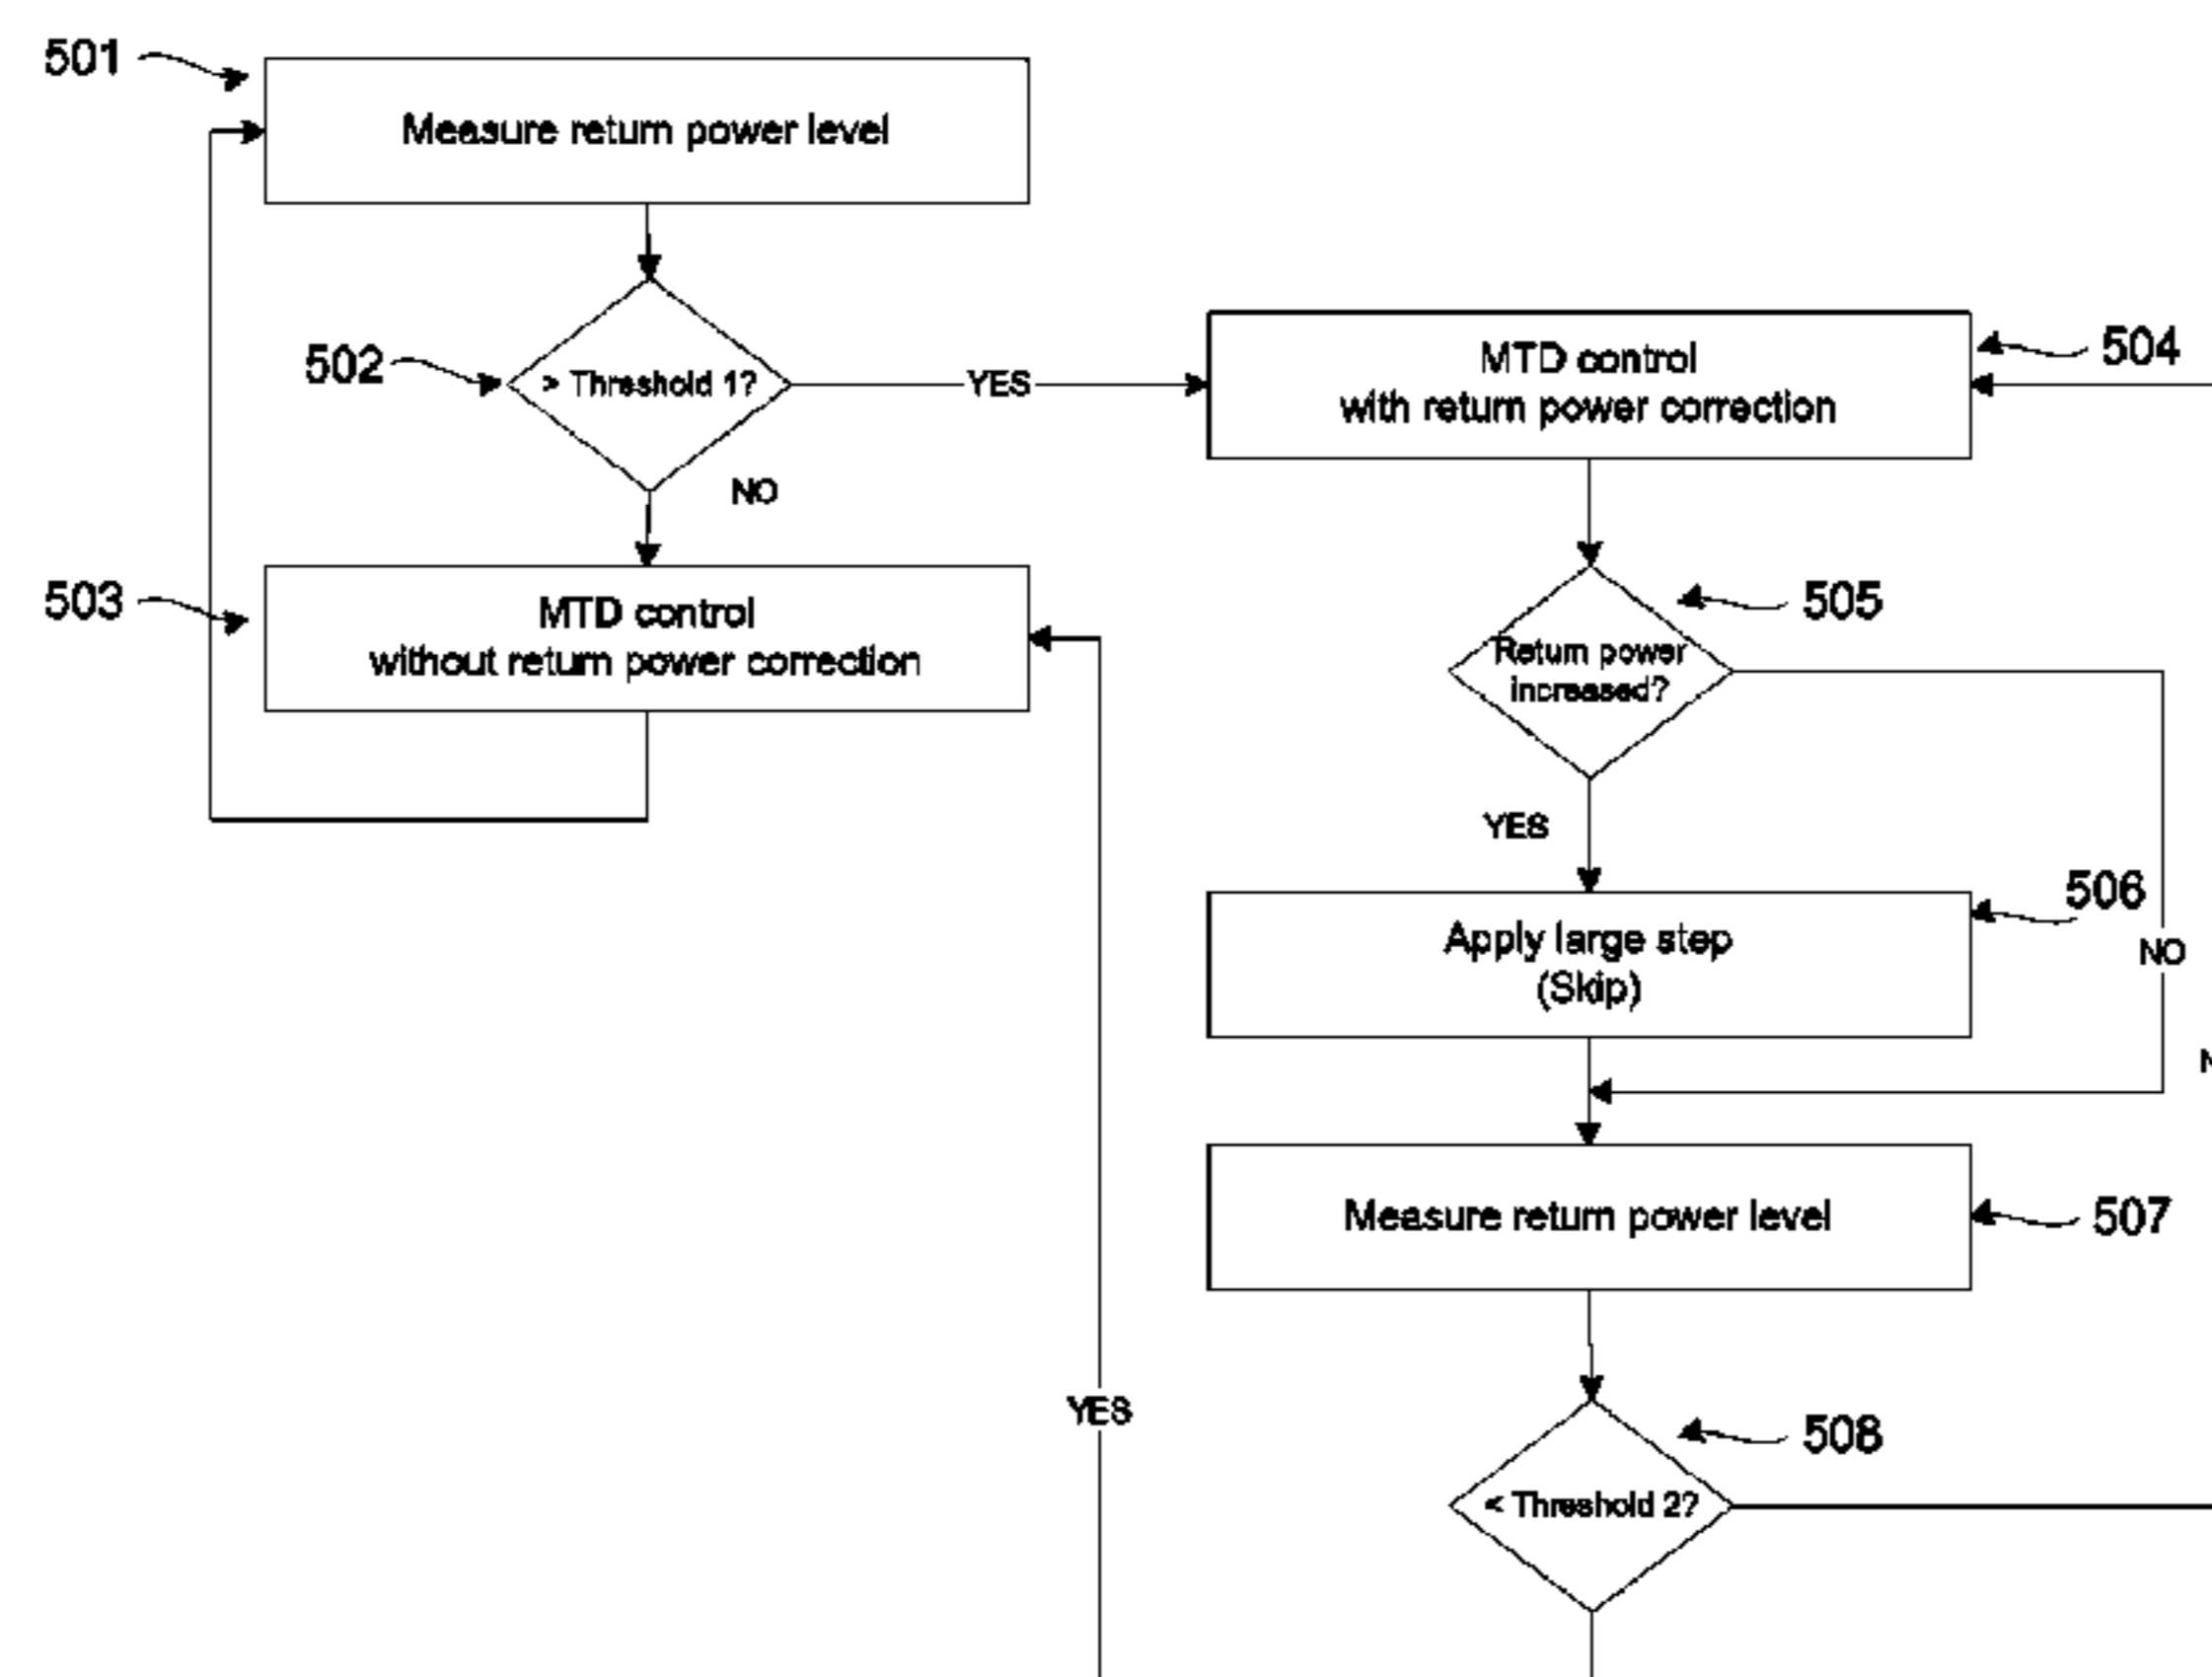 501
Measure return power level
502
> Threshold 1?
YES
NO
503
MTD control
without return power correction
504
MTD control
with return power correction
505
Return power
increased?
YES
NO
506
Apply large step
(Skip)
507
Measure return power level
508
< Threshold 2?
YES